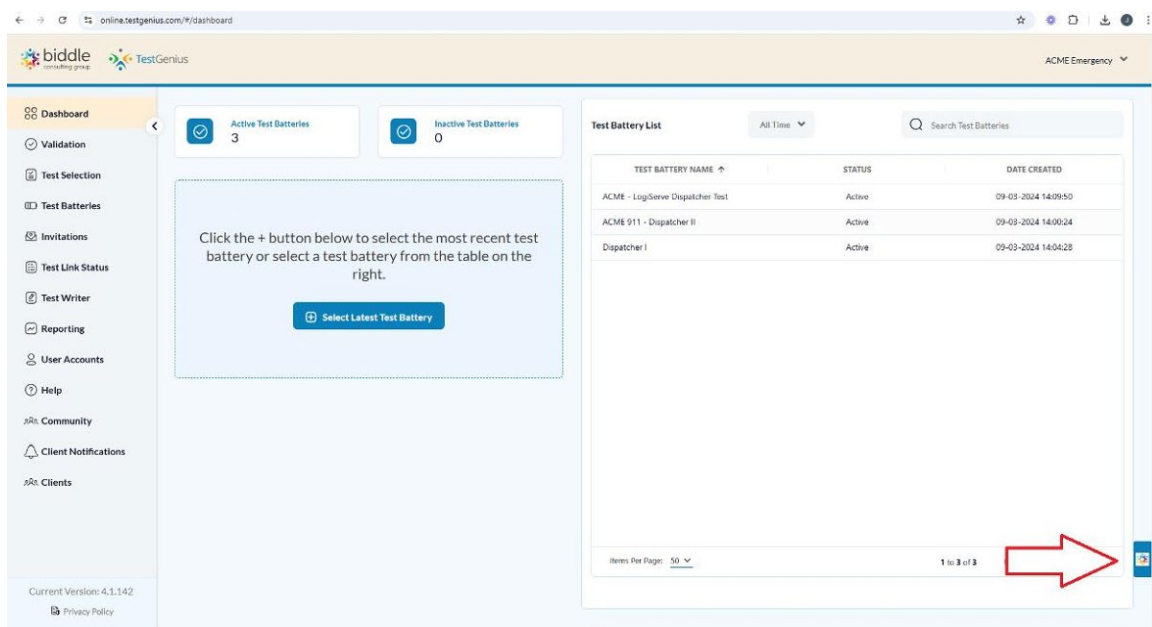 online.testgenius.com/#/dashboard
biddle
consulting group
TestGenius
ACME Emergency
Dashboard
Validation
Test Selection
Test Batteries
Invitations
Test Link Status
Test Writer
Reporting
User Accounts
Help
Community
Client Notifications
Clients
Current Version: 4.1.142
Privacy Policy
Active Test Batteries
3
Inactive Test Batteries
0
Click the + button below to select the most recent test
battery or select a test battery from the table on the
right.
Select Latest Test Battery
Test Battery List All Time Search Test Batteries
TEST BATTERY NAME STATUS DATE CREATED
ACME - LogiServe Dispatcher Test Active 09-03-2024 14:09:50
ACME 911 - Dispatcher II Active 09-03-2024 14:00:24
Dispatcher I Active 09-03-2024 14:04:28
Items Per Page: 50 1 to 3 of 3